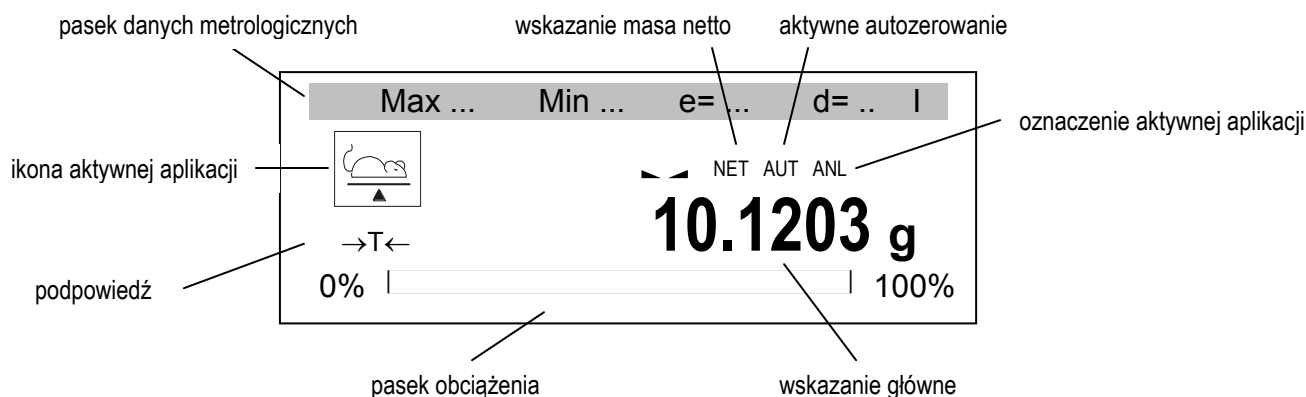 pasek danych metrologicznych wskazanie masa netto aktywne autozerowanie
Max ... Min ... e= ... d= .. I
oznaczenie aktywnej aplikacji
ikona aktywnej aplikacji
NET AUT ANL
10.1203 g
→T←
podpowiedź
0% 100%
pasek obciążenia wskazanie główne